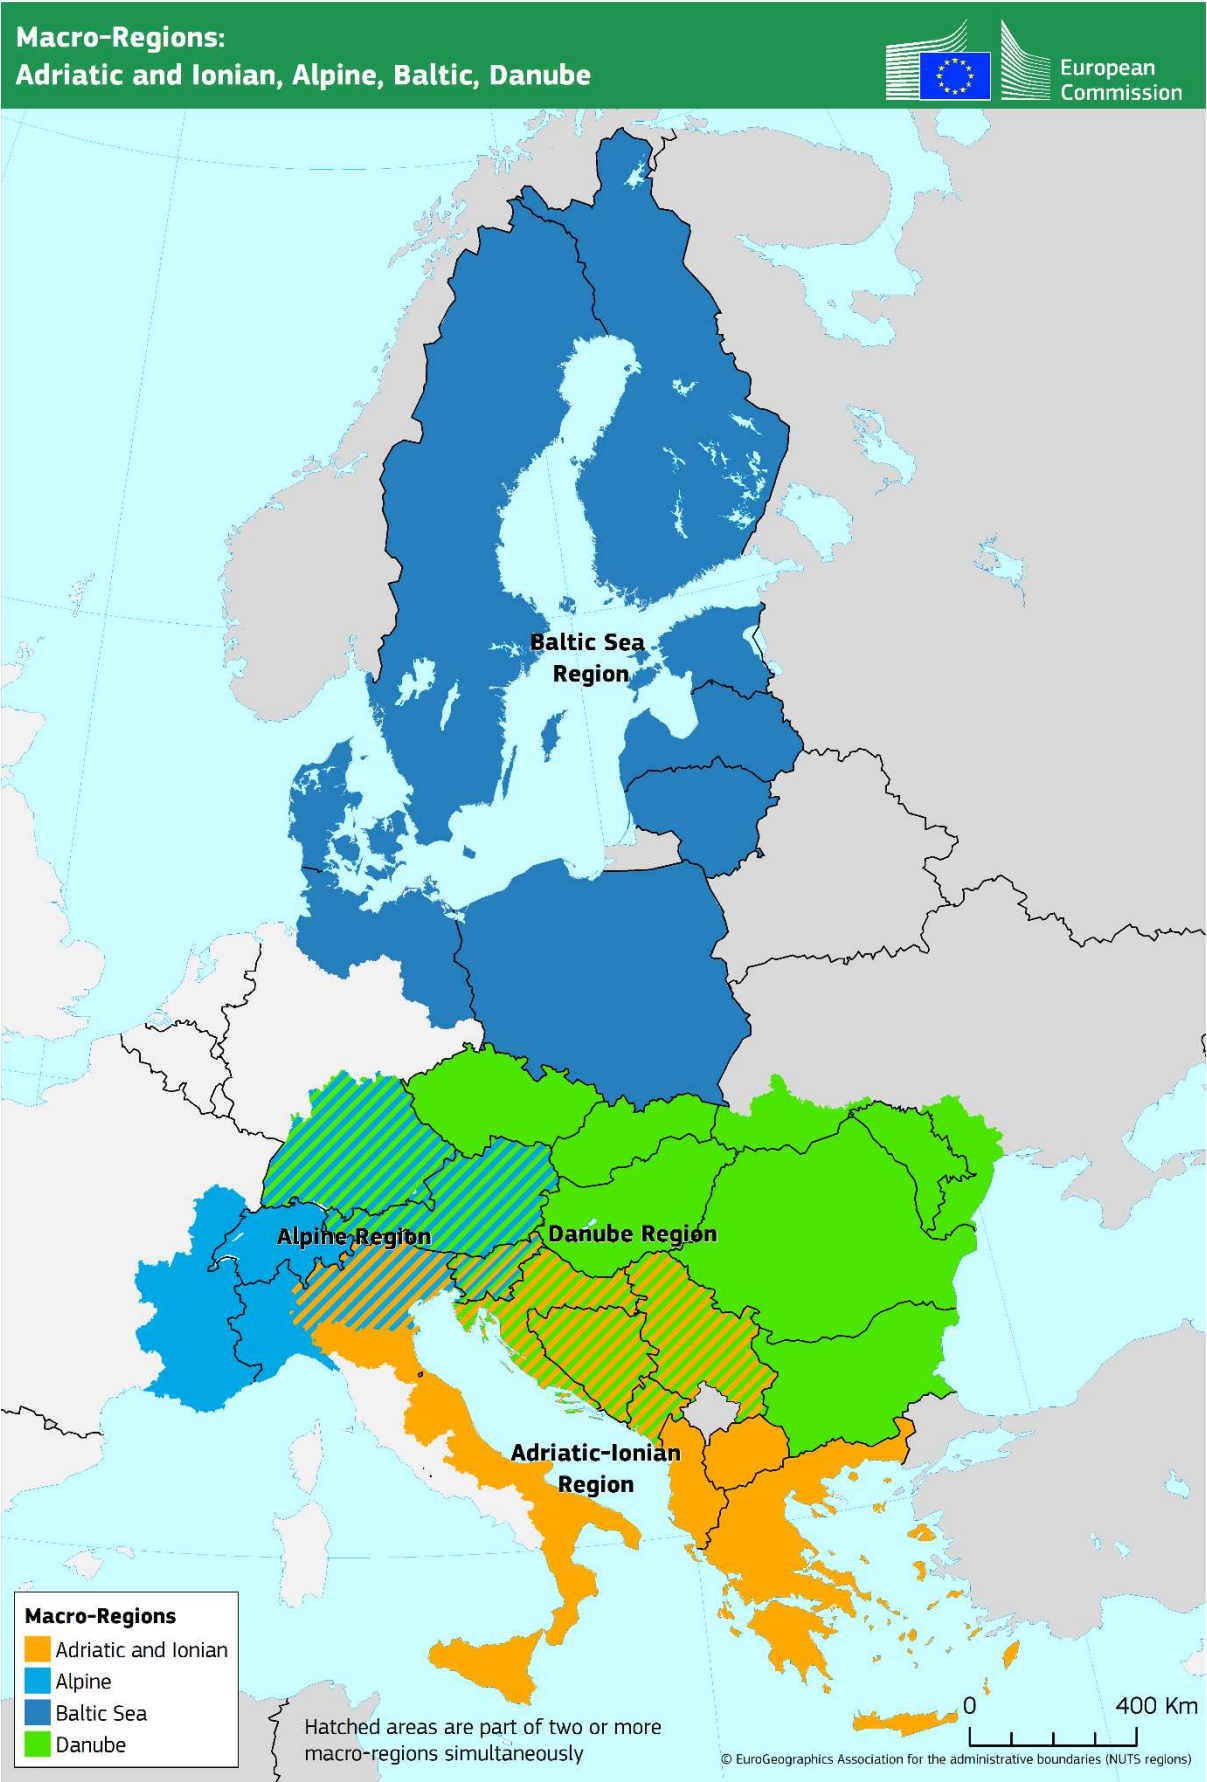 Macro-Regions:
Adriatic and Ionian, Alpine, Baltic, Danube
European
Commission
Baltic Sea
Region
Alpine Region
Danube Region
Adriatic-Ionian
Region
Macro-Regions
Adriatic and Ionian
Alpine
Baltic Sea
Danube
Hatched areas are part of two or more
macro-regions simultaneously
0 400 Km
© EuroGeographics Association for the administrative boundaries (NUTS regions)